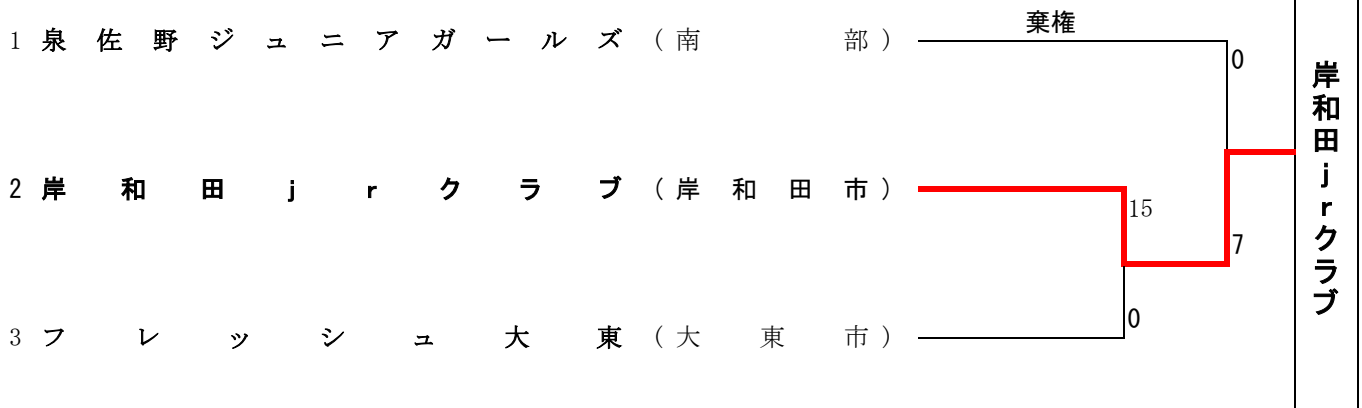 棄権
1 泉佐野ジュニアガールズ(南部)
0
2 岸和田jrクラブ(岸和田市)
15
7
0
3 フレッシュ大東(大東市)
岸和田jrクラブ